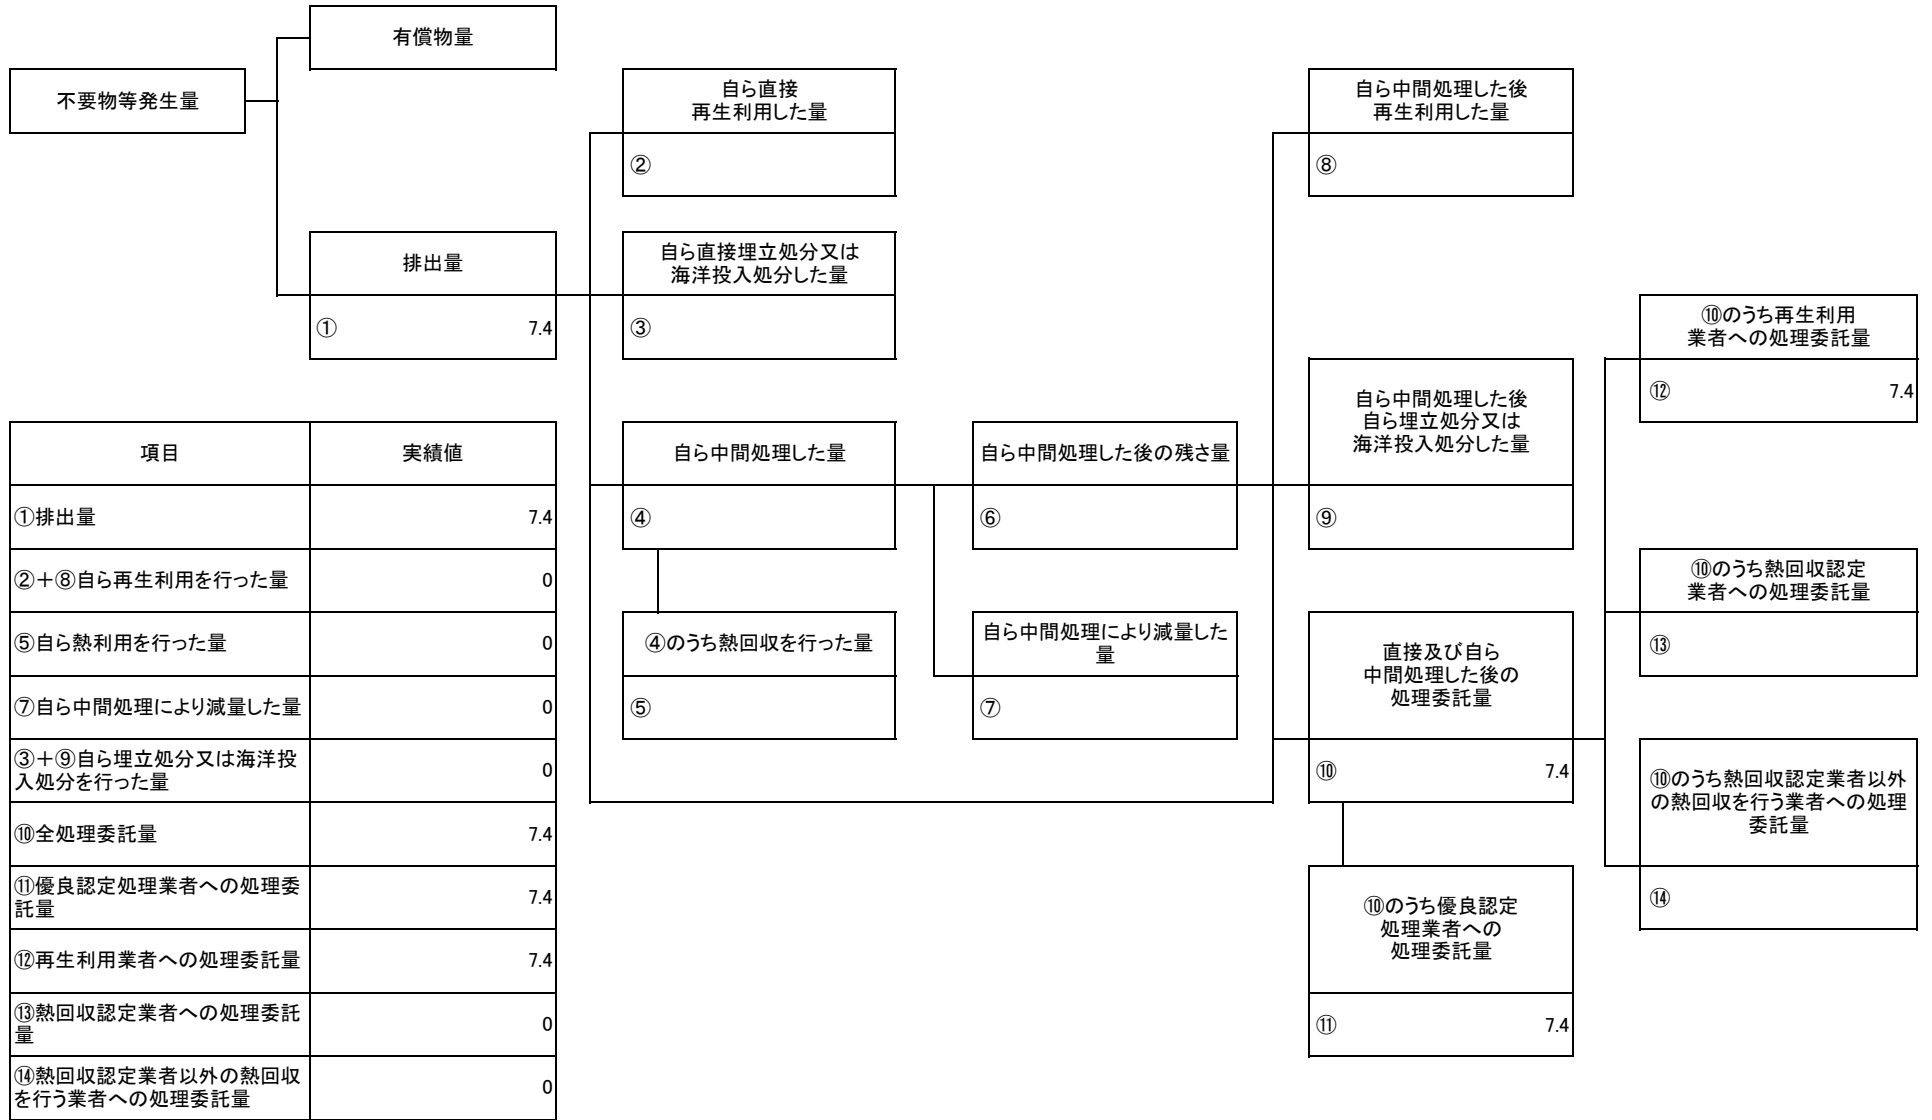 有償物量
不要物等発生量
自ら直接
再生利用した量
②
自ら中間処理した後
再生利用した量
⑧
排出量
① 7.4
自ら直接埋立処分又は
海洋投入処分した量
③
⑩のうち再生利用
業者への処理委託量
⑫ 7.4
自ら中間処理した量
④
自ら中間処理した後の残さ量
⑥
自ら中間処理した後
自ら埋立処分又は
海洋投入処分した量
⑨
⑩のうち熱回収認定
業者への処理委託量
⑬
④のうち熱回収を行った量
⑤
自ら中間処理により減量した
量
⑦
直接及び自ら
中間処理した後の
処理委託量
⑩ 7.4
⑩のうち熱回収認定業者以外
の熱回収を行う業者への処理
委託量
⑭
⑩のうち優良認定
処理業者への
処理委託量
⑪ 7.4
項目 実績値
①排出量 7.4
②＋⑧自ら再生利用を行った量 0
⑤自ら熱利用を行った量 0
⑦自ら中間処理により減量した量 0
③＋⑨自ら埋立処分又は海洋投
入処分を行った量 0
⑩全処理委託量 7.4
⑪優良認定処理業者への処理委
託量 7.4
⑫再生利用業者への処理委託量 7.4
⑬熱回収認定業者への処理委託
量 0
⑭熱回収認定業者以外の熱回収
を行う業者への処理委託量 0